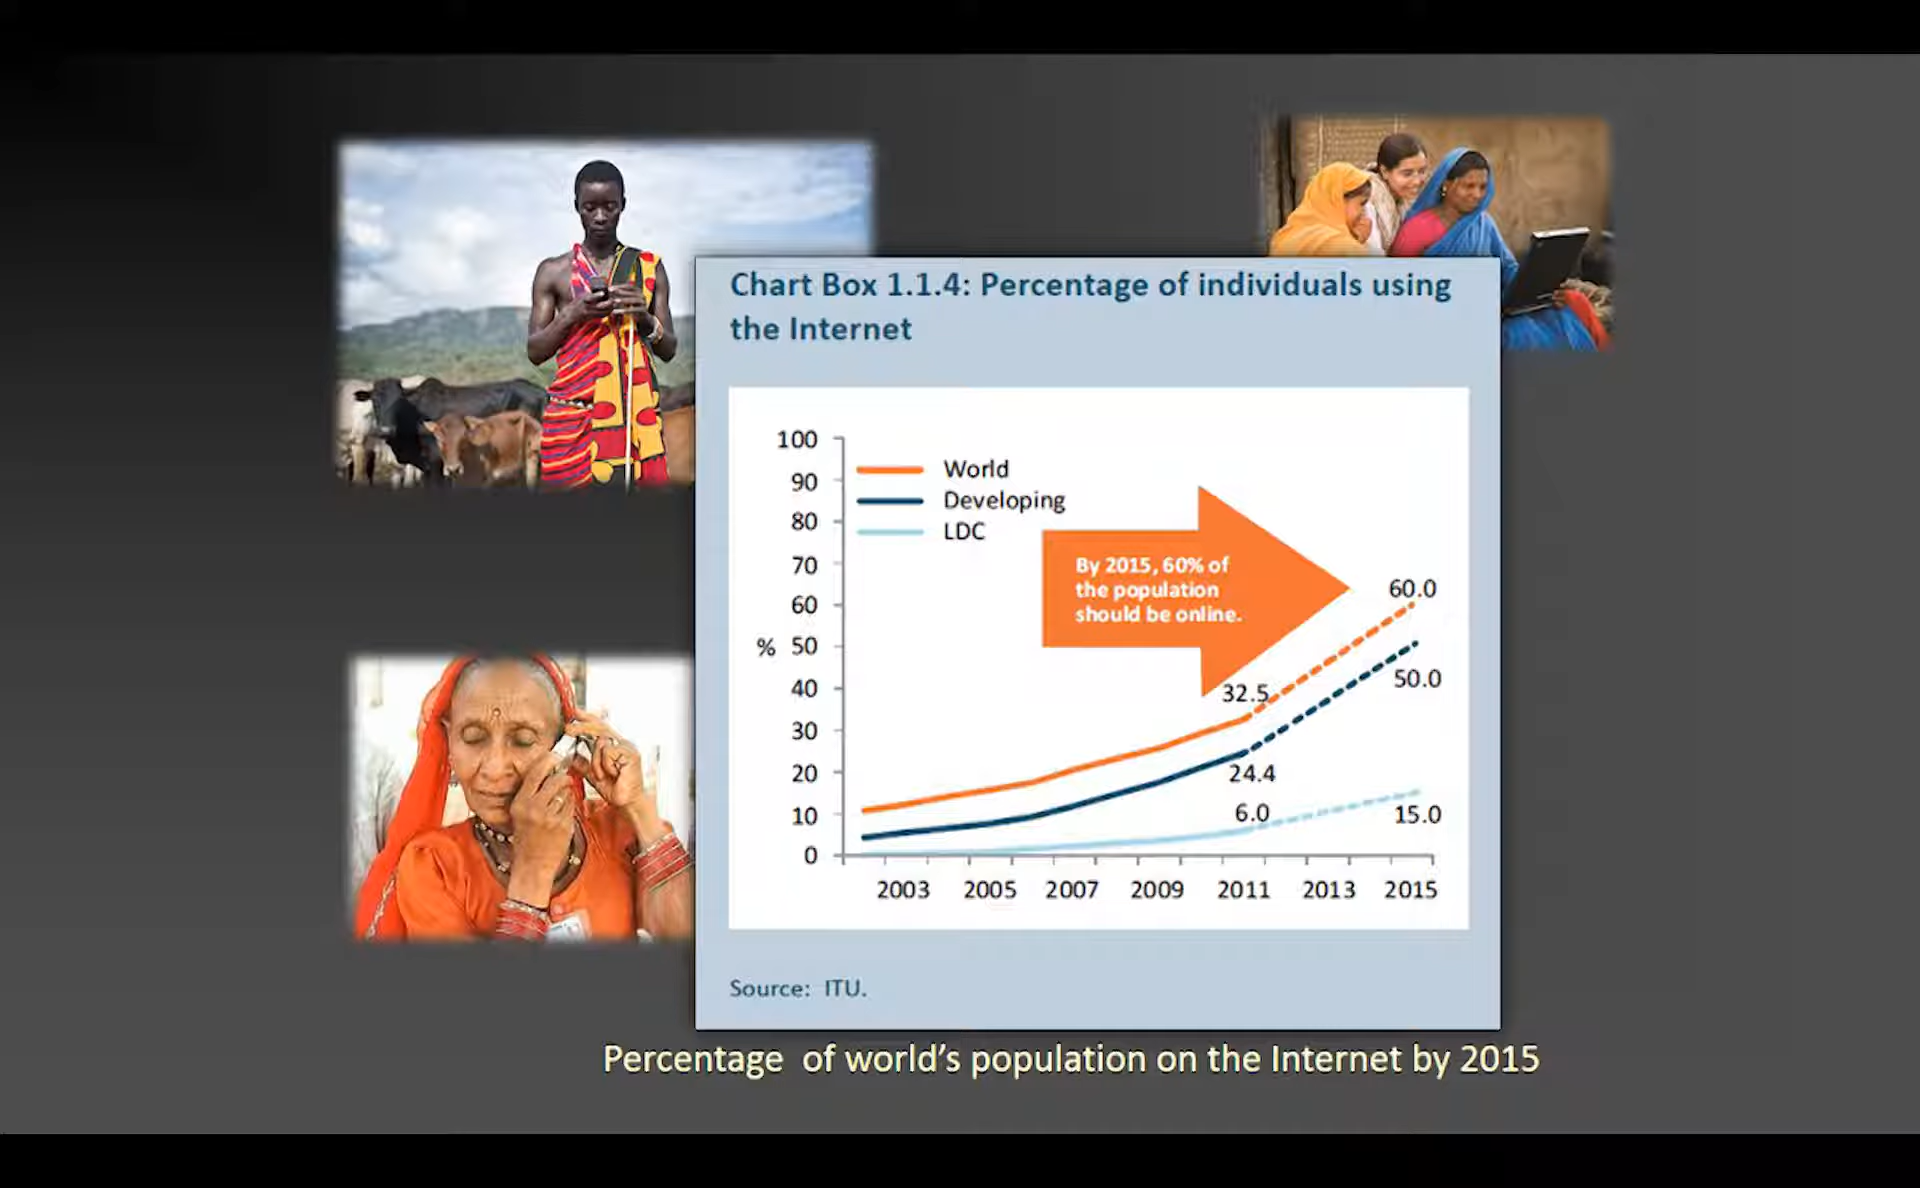 Chart Box 1.1.4: Percentage of individuals using
the Internet
100
90
80
70
60
50
40
30
20
10
0
%
World
Developing
LDC
By 2015, 60% of
the population
should be online.
60.0
50.0
32.5
24.4
6.0
15.0
2003 2005 2007 2009 2011 2013 2015
Source: ITU.
Percentage of world's population on the Internet by 2015